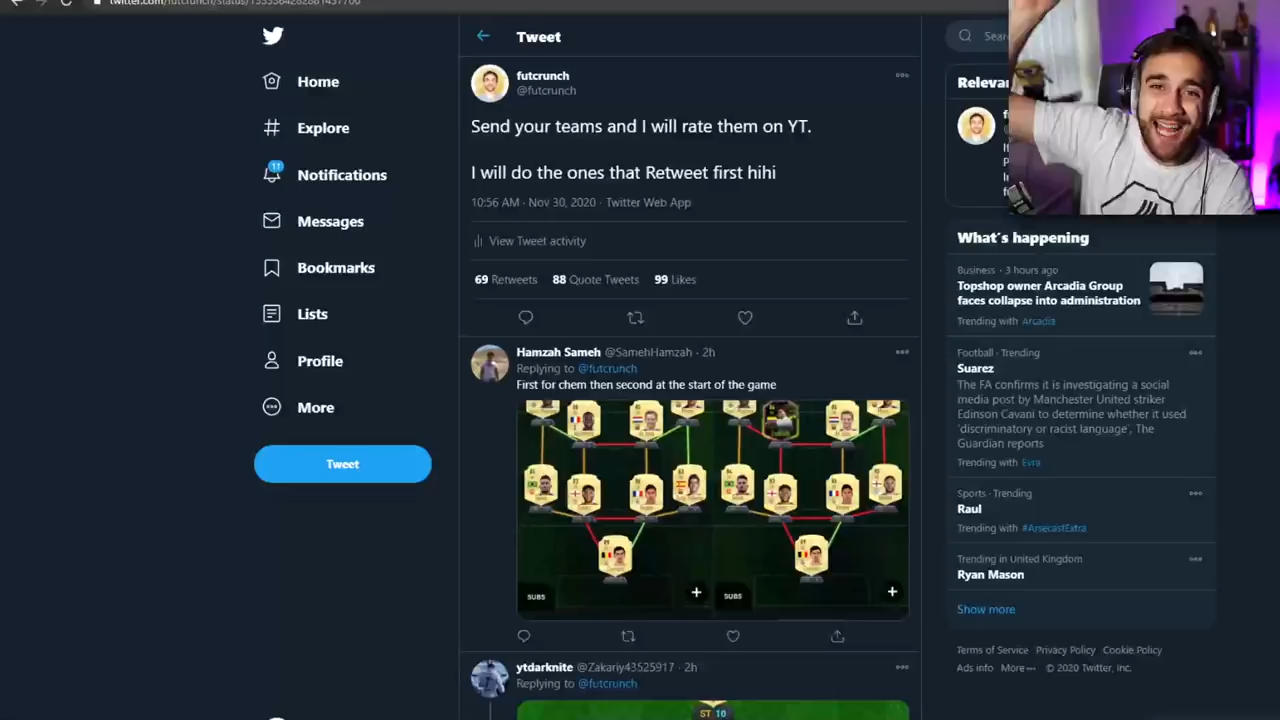 Home
Explore
11
Notifications
Messages
Bookmarks
Lists
Profile
More
Tweet
Tweet
futcrunch
@futcrunch
Send your teams and I will rate them on YT.
I will do the ones that Retweet first hihi
10:56 AM · Nov 30, 2020 · Twitter Web App
View Tweet activity
69 Retweets 88 Quote Tweets 99 Likes
Hamzah Sameh @SamehHamzah · 2h
Replying to @futcrunch
First for chem then second at the start of the game
SUBS
SUBS
ytdarknite @Zakariy43525917 · 2h
Replying to @futcrunch
ST 10
What's happening
Business · 3 hours ago
Topshop owner Arcadia Group
faces collapse into administration
Trending with Arcadia
Football · Trending
Suarez
The FA confirms it is investigating a social
media post by Manchester United striker
Edinson Cavani to determine whether it used
'discriminatory or racist language', The
Guardian reports
Trending with Evra
Sports · Trending
Raul
Trending with #ArsecastExtra
Trending in United Kingdom
Ryan Mason
Show more
Terms of Service Privacy Policy Cookie Policy
Ads info More © 2020 Twitter, Inc.